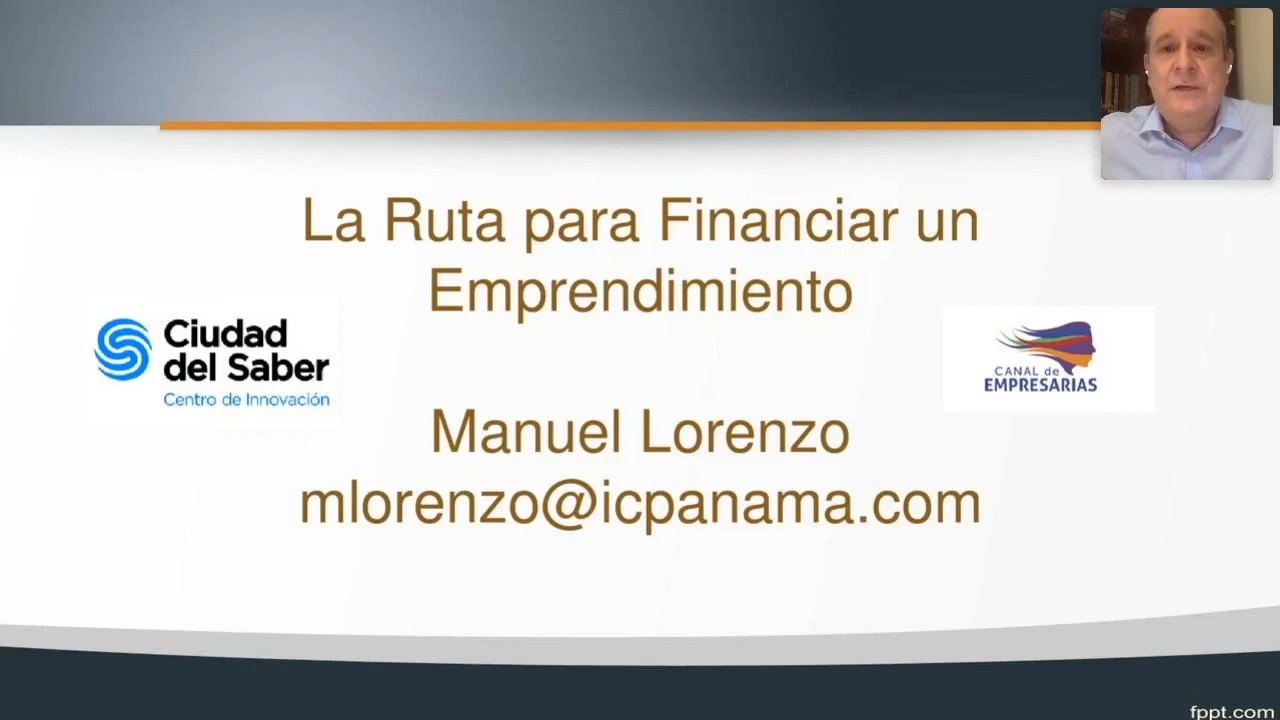 La Ruta para Financiar un
Emprendimiento
Ciudad
del Saber
Centro de Innovación
CANAL de
EMPRESARIAS
Manuel Lorenzo
mlorenzo@icpanama.com
fppt.com